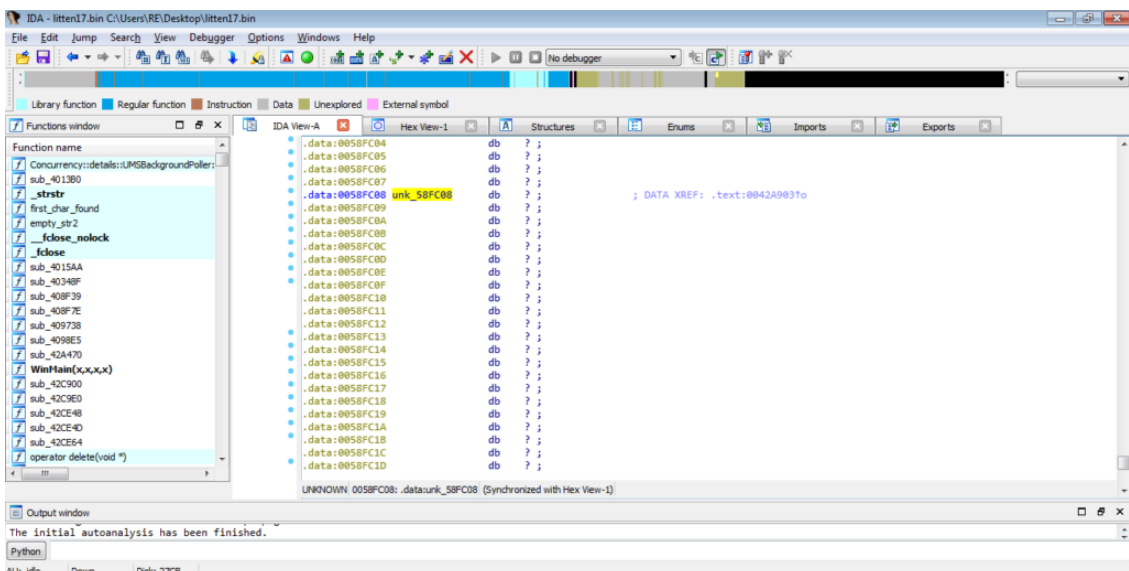 IDA - litten17.bin C:\Users\RE\Desktop\litten17.bin
File Edit Jump Search View Debugger Options Windows Help
No debugger
Library function Regular function Instruction Data Unexplored External symbol
Functions window IDA View-A Hex View-1 Structures Enums Imports Exports
Function name
Concurrency::details::UMSBackgroundPoller:
sub_4013B0
_strstr
first_char_found
empty_str2
__fclose_nolock
_fclose
sub_4015AA
sub_40348F
sub_408F39
sub_408F7E
sub_409738
sub_4098E5
sub_42A470
WinMain(x,x,x,x)
sub_42C900
sub_42C9E0
sub_42CE48
sub_42CE4D
sub_42CE64
operator delete(void *)
.data:0058FC04 db ? ;
.data:0058FC05 db ? ;
.data:0058FC06 db ? ;
.data:0058FC07 db ? ;
.data:0058FC08 unk_58FC08 db ? ; ; DATA XREF: .text:0042A903↑o
.data:0058FC09 db ? ;
.data:0058FC0A db ? ;
.data:0058FC0B db ? ;
.data:0058FC0C db ? ;
.data:0058FC0D db ? ;
.data:0058FC0E db ? ;
.data:0058FC0F db ? ;
.data:0058FC10 db ? ;
.data:0058FC11 db ? ;
.data:0058FC12 db ? ;
.data:0058FC13 db ? ;
.data:0058FC14 db ? ;
.data:0058FC15 db ? ;
.data:0058FC16 db ? ;
.data:0058FC17 db ? ;
.data:0058FC18 db ? ;
.data:0058FC19 db ? ;
.data:0058FC1A db ? ;
.data:0058FC1B db ? ;
.data:0058FC1C db ? ;
.data:0058FC1D db ? ;
UNKNOWN 0058FC08: .data:unk_58FC08 (Synchronized with Hex View-1)
Output window
The initial autoanalysis has been finished.
Python